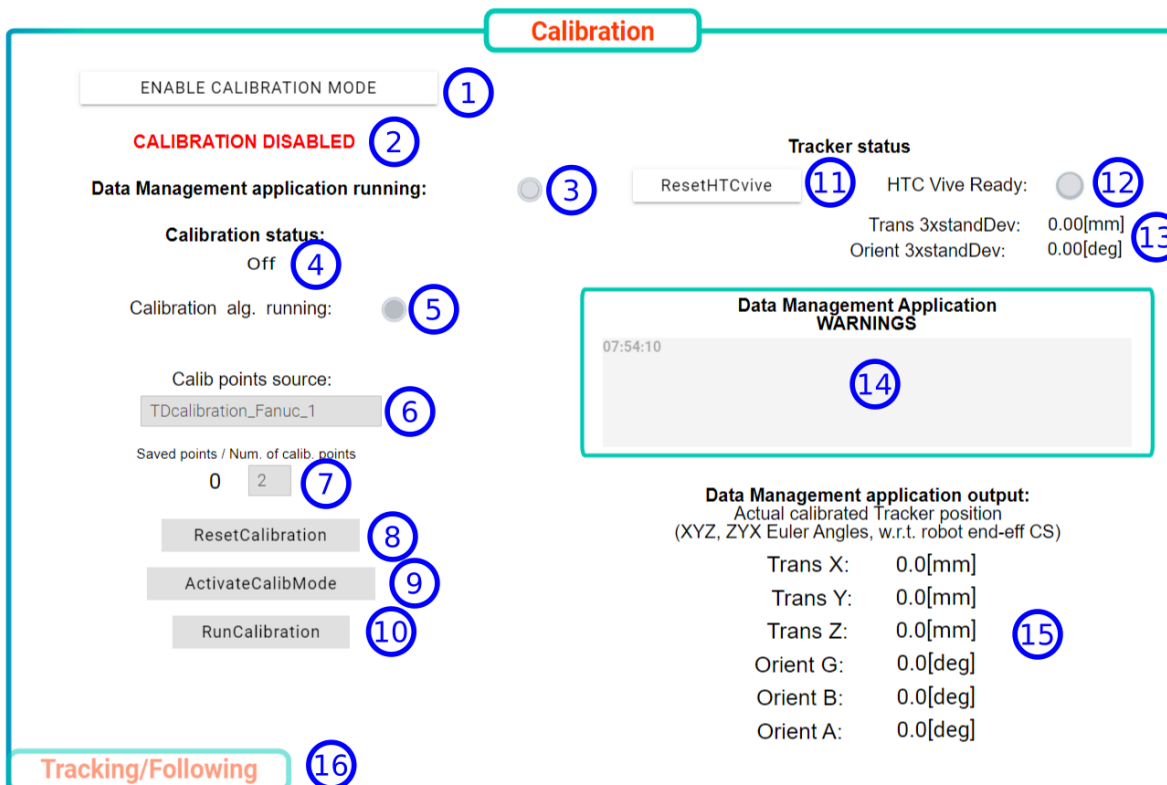 Calibration
ENABLE CALIBRATION MODE 1
CALIBRATION DISABLED 2
Data Management application running: 3
Calibration status:
Off 4
Calibration alg. running: 5
Calib points source:
TDcalibration_Fanuc_1 6
Saved points / Num. of calib. points
0 2 7
ResetCalibration 8
ActivateCalibMode 9
RunCalibration 10
Tracker status
ResetHTCvive 11 HTC Vive Ready: 12
Trans 3xstandDev: 0.00[mm] 13
Orient 3xstandDev: 0.00[deg]
Data Management Application
WARNINGS
07:54:10
14
Data Management application output:
Actual calibrated Tracker position
(XYZ, ZYX Euler Angles, w.r.t. robot end-eff CS)
Trans X: 0.0[mm]
Trans Y: 0.0[mm]
Trans Z: 0.0[mm] 15
Orient G: 0.0[deg]
Orient B: 0.0[deg]
Orient A: 0.0[deg]
Tracking/Following 16